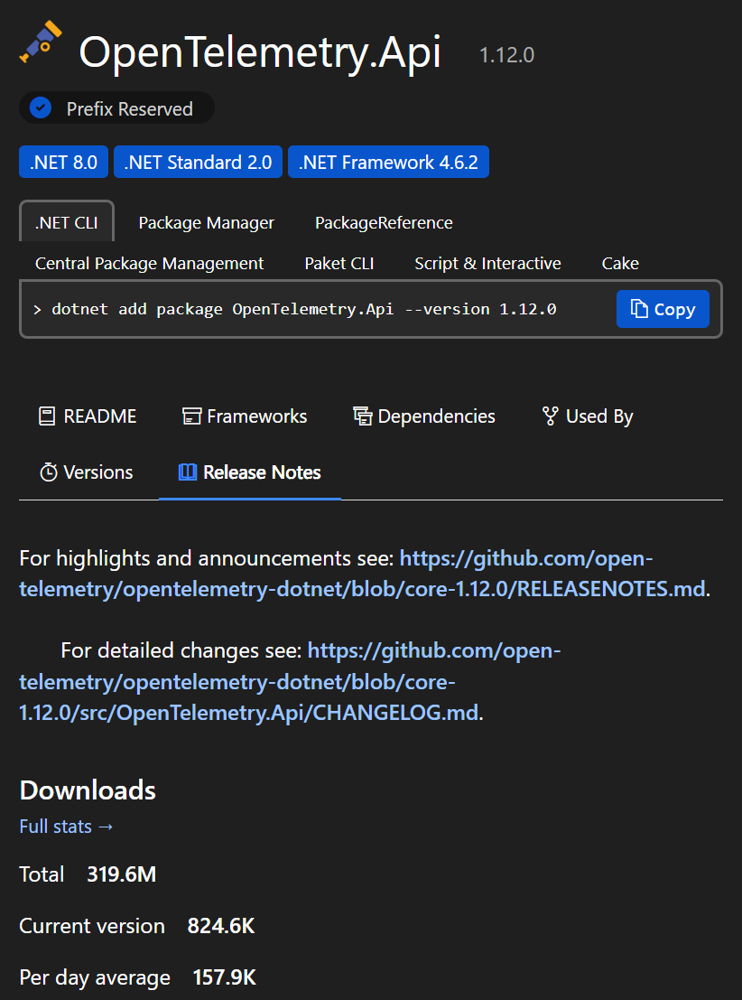 OpenTelemetry.Api 1.12.0
Prefix Reserved
.NET 8.0 .NET Standard 2.0 .NET Framework 4.6.2
.NET CLI Package Manager PackageReference
Central Package Management Paket CLI Script & Interactive Cake
> dotnet add package OpenTelemetry.Api --version 1.12.0 Copy
README Frameworks Dependencies Used By
Versions Release Notes
For highlights and announcements see: https://github.com/open-
telemetry/opentelemetry-dotnet/blob/core-1.12.0/RELEASENOTES.md.
For detailed changes see: https://github.com/open-
telemetry/opentelemetry-dotnet/blob/core-
1.12.0/src/OpenTelemetry.Api/CHANGELOG.md.
Downloads
Full stats →
Total 319.6M
Current version 824.6K
Per day average 157.9K